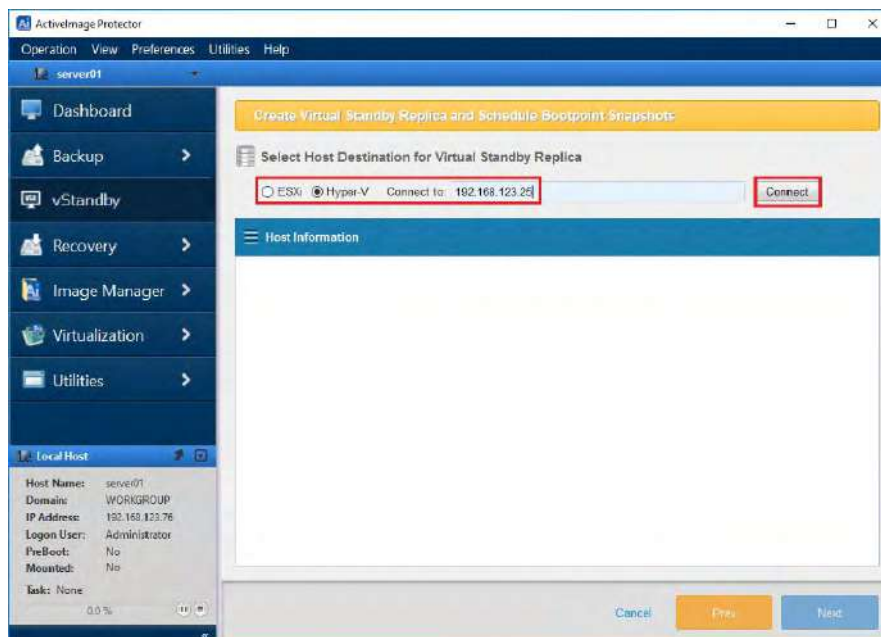 ActiveImage Protector
Operation View Preferences Utilities Help
server01
Dashboard
Backup
vStandby
Recovery
Image Manager
Virtualization
Utilities
Local Host
Host Name: server01
Domain: WORKGROUP
IP Address: 192.168.123.76
Logon User: Administrator
PreBoot: No
Mounted: No
Task: None
0.0 %
Create Virtual Standby Replica and Schedule Bootpoint Snapshots
Select Host Destination for Virtual Standby Replica
ESXi Hyper-V Connect to: 192.168.123.25 Connect
Host Information
Cancel Prev Next